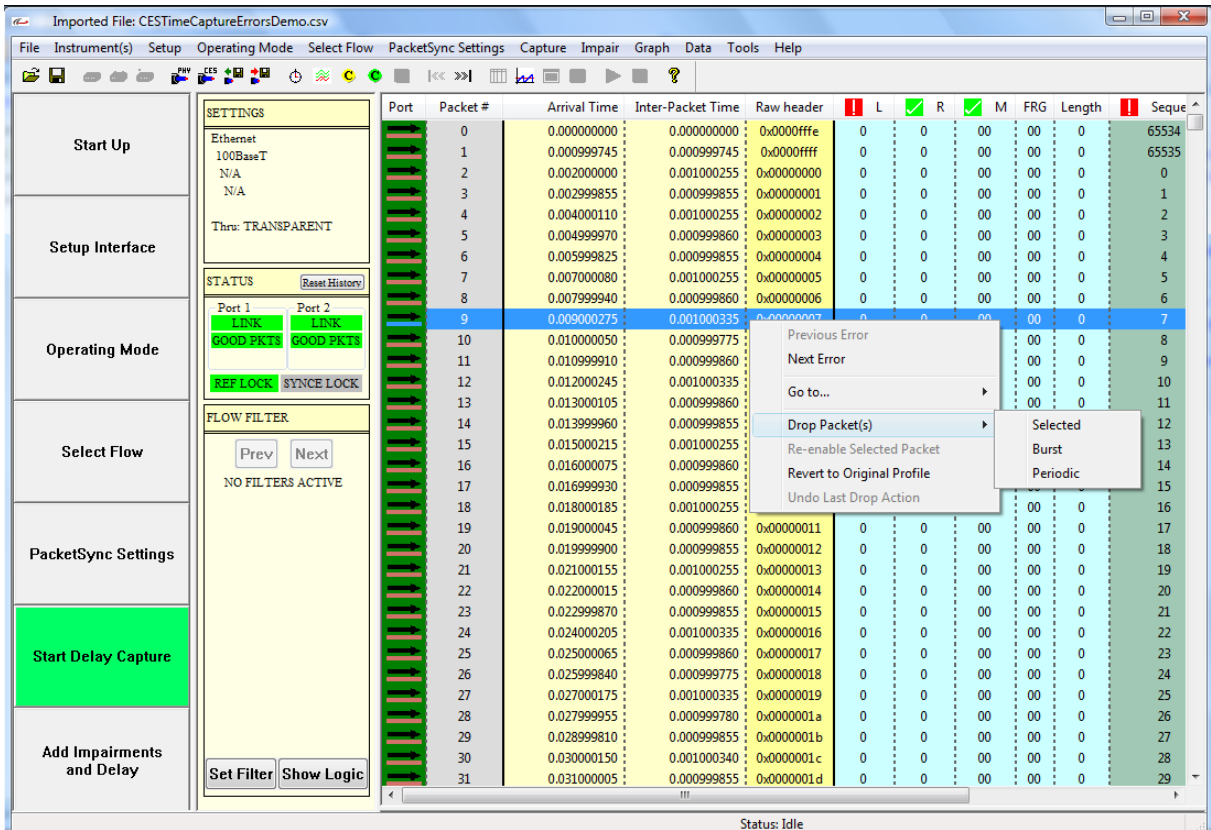 Imported File: CESTimeCaptureErrorsDemo.csv
File Instrument(s) Setup Operating Mode Select Flow PacketSync Settings Capture Impair Graph Data Tools Help
Start Up
Setup Interface
Operating Mode
Select Flow
PacketSync Settings
Start Delay Capture
Add Impairments
and Delay
SETTINGS
Ethernet
100BaseT
N/A
N/A
Thru: TRANSPARENT
STATUS Reset History
Port 1 Port 2
LINK LINK
GOOD PKTS GOOD PKTS
REF LOCK SYNCE LOCK
FLOW FILTER
Prev Next
NO FILTERS ACTIVE
Set Filter Show Logic
Port Packet # Arrival Time Inter-Packet Time Raw header L R M FRG Length Seque
0 0.000000000 0.000000000 0x0000fffe 0 0 00 00 0 65534
1 0.000999745 0.000999745 0x0000ffff 0 0 00 00 0 65535
2 0.002000000 0.001000255 0x00000000 0 0 00 00 0 0
3 0.002999855 0.000999855 0x00000001 0 0 00 00 0 1
4 0.004000110 0.001000255 0x00000002 0 0 00 00 0 2
5 0.004999970 0.000999860 0x00000003 0 0 00 00 0 3
6 0.005999825 0.000999855 0x00000004 0 0 00 00 0 4
7 0.007000080 0.001000255 0x00000005 0 0 00 00 0 5
8 0.007999940 0.000999860 0x00000006 0 0 00 00 0 6
9 0.009000275 0.001000335 0x00000007 0 0 00 00 0 7
10 0.010000050 0.000999775 00 0 8
11 0.010999910 0.000999860 00 0 9
12 0.012000245 0.001000335 00 0 10
13 0.013000105 0.000999860 00 0 11
14 0.013999960 0.000999855 12
15 0.015000215 0.001000255 13
16 0.016000075 0.000999860 14
17 0.016999930 0.000999855 15
18 0.018000185 0.001000255 00 0 16
19 0.019000045 0.000999860 0x00000011 0 0 00 00 0 17
20 0.019999900 0.000999855 0x00000012 0 0 00 00 0 18
21 0.021000155 0.001000255 0x00000013 0 0 00 00 0 19
22 0.022000015 0.000999860 0x00000014 0 0 00 00 0 20
23 0.022999870 0.000999855 0x00000015 0 0 00 00 0 21
24 0.024000205 0.001000335 0x00000016 0 0 00 00 0 22
25 0.025000065 0.000999860 0x00000017 0 0 00 00 0 23
26 0.025999840 0.000999775 0x00000018 0 0 00 00 0 24
27 0.027000175 0.001000335 0x00000019 0 0 00 00 0 25
28 0.027999955 0.000999780 0x0000001a 0 0 00 00 0 26
29 0.028999810 0.000999855 0x0000001b 0 0 00 00 0 27
30 0.030000150 0.001000340 0x0000001c 0 0 00 00 0 28
31 0.031000005 0.000999855 0x0000001d 0 0 00 00 0 29
Previous Error
Next Error
Go to...
Drop Packet(s)
Re-enable Selected Packet
Revert to Original Profile
Undo Last Drop Action
Selected
Burst
Periodic
Status: Idle